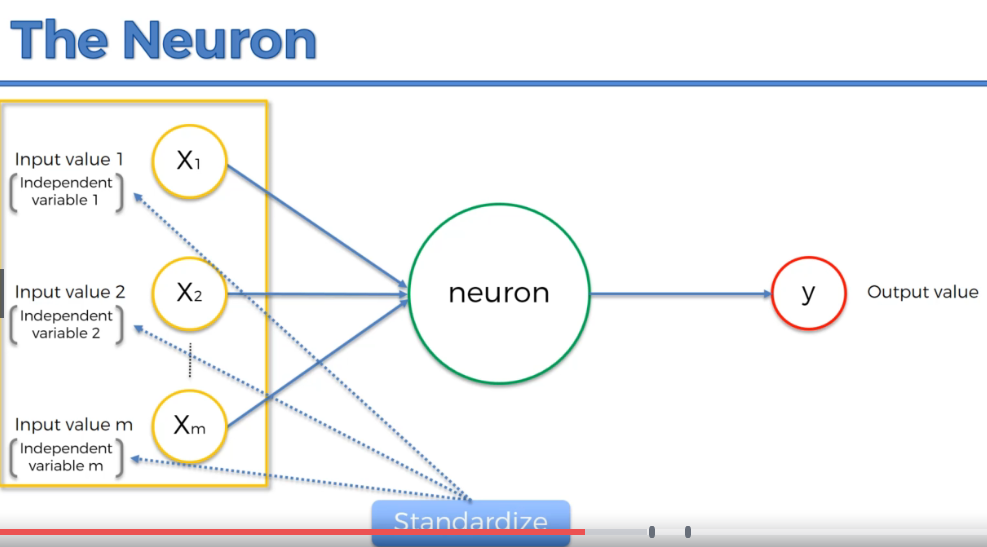 The Neuron
Input value 1
Independent
variable 1
X1
Input value 2
Independent
variable 2
X2
Input value m
Independent
variable m
Xm
neuron
y
Output value
Standardize